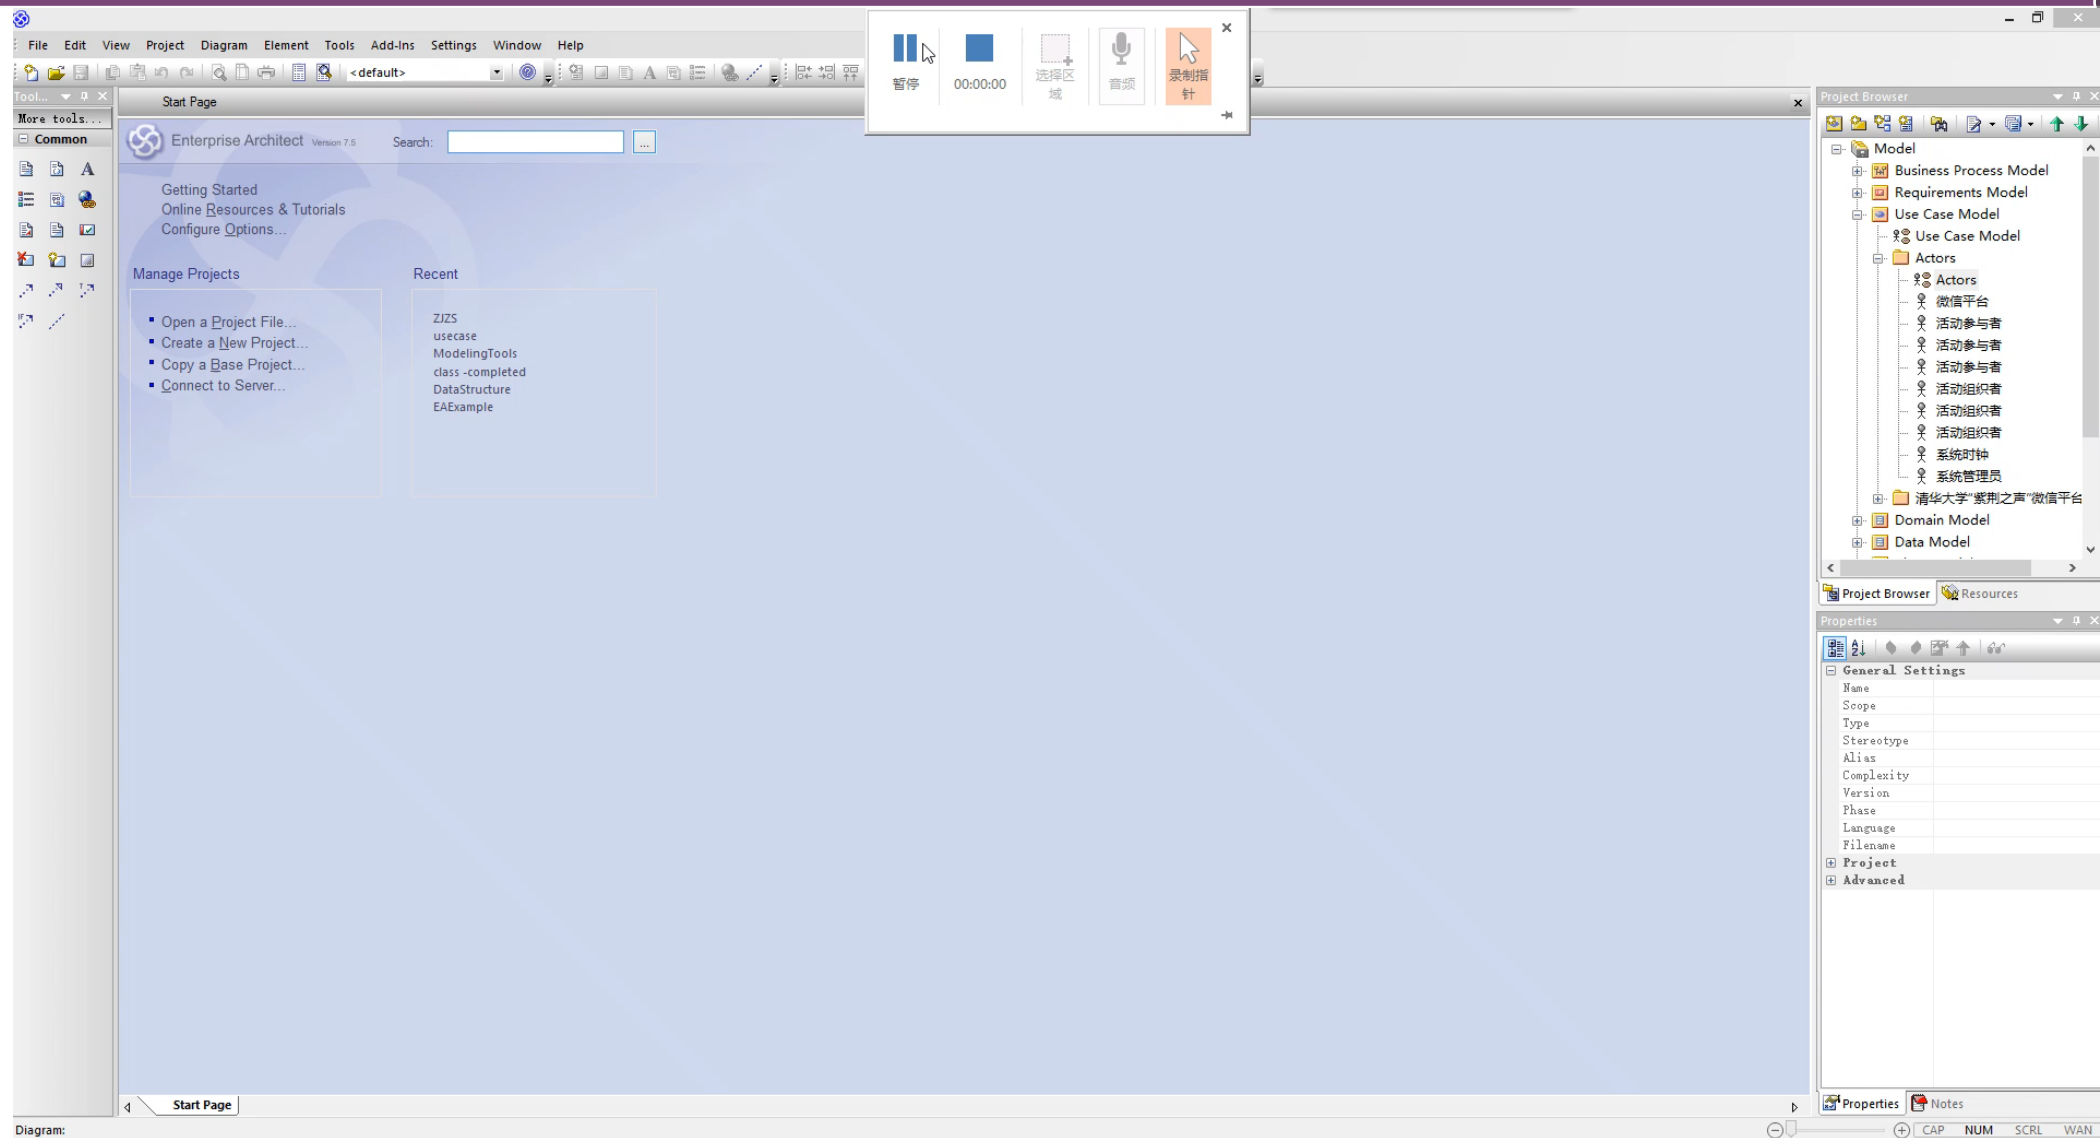 File Edit View Project Diagram Element Tools Add-Ins Settings Window Help
<default>
暂停
00:00:00
选择区域
音频
录制指针
Tool...
More tools...
Common
Start Page
Enterprise Architect Version 7.5 Search: ...
Getting Started
Online Resources & Tutorials
Configure Options...
Manage Projects
Open a Project File...
Create a New Project...
Copy a Base Project...
Connect to Server...
Recent
ZJZS
usecase
ModelingTools
class -completed
DataStructure
EAExample
Project Browser
Model
Business Process Model
Requirements Model
Use Case Model
Use Case Model
Actors
Actors
微信平台
活动参与者
活动参与者
活动参与者
活动组织者
活动组织者
活动组织者
系统时钟
系统管理员
清华大学"紫荆之声"微信平台
Domain Model
Data Model
Project Browser Resources
Properties
General Settings
Name
Scope
Type
Stereotype
Alias
Complexity
Version
Phase
Language
Filename
Project
Advanced
Properties Notes
Start Page
Diagram:
CAP NUM SCRL WAN